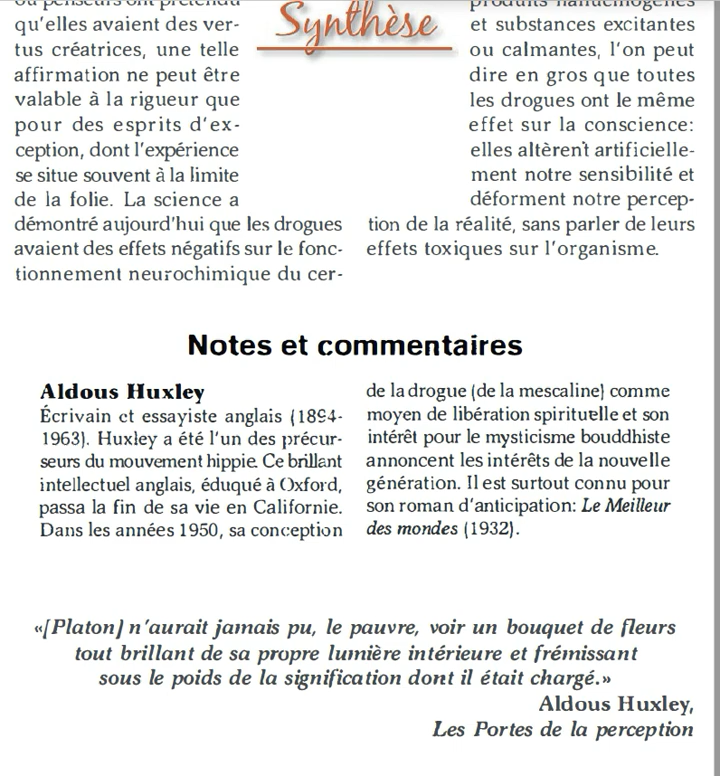 qu'elles avaient des ver-
tus créatrices, une telle
affirmation ne peut être
valable à la rigueur que
pour des esprits d'ex-
ception, dont l'expérience
se situe souvent à la limite
de la folie. La science a
démontré aujourd'hui que les drogues
avaient des effets négatifs sur le fonc-
tionnement neurochimique du cer-
Synthèse
et substances excitantes
ou calmantes, l'on peut
dire en gros que toutes
les drogues ont le même
effet sur la conscience:
elles altèrent artificielle-
ment notre sensibilité et
déforment notre percep-
tion de la réalité, sans parler de leurs
effets toxiques sur l'organisme.
Notes et commentaires
Aldous Huxley
Écrivain et essayiste anglais (1894-
1963). Huxley a été l'un des précur-
seurs du mouvement hippie. Ce brillant
intellectuel anglais, éduqué à Oxford,
passa la fin de sa vie en Californie.
Dans les années 1950, sa conception
de la drogue (de la mescaline) comme
moyen de libération spirituelle et son
intérêt pour le mysticisme bouddhiste
annoncent les intérêts de la nouvelle
génération. Il est surtout connu pour
son roman d'anticipation: Le Meilleur
des mondes (1932).
«[Platon] n'aurait jamais pu, le pauvre, voir un bouquet de fleurs
tout brillant de sa propre lumière intérieure et frémissant
sous le poids de la signification dont il était chargé.»
Aldous Huxley,
Les Portes de la perception